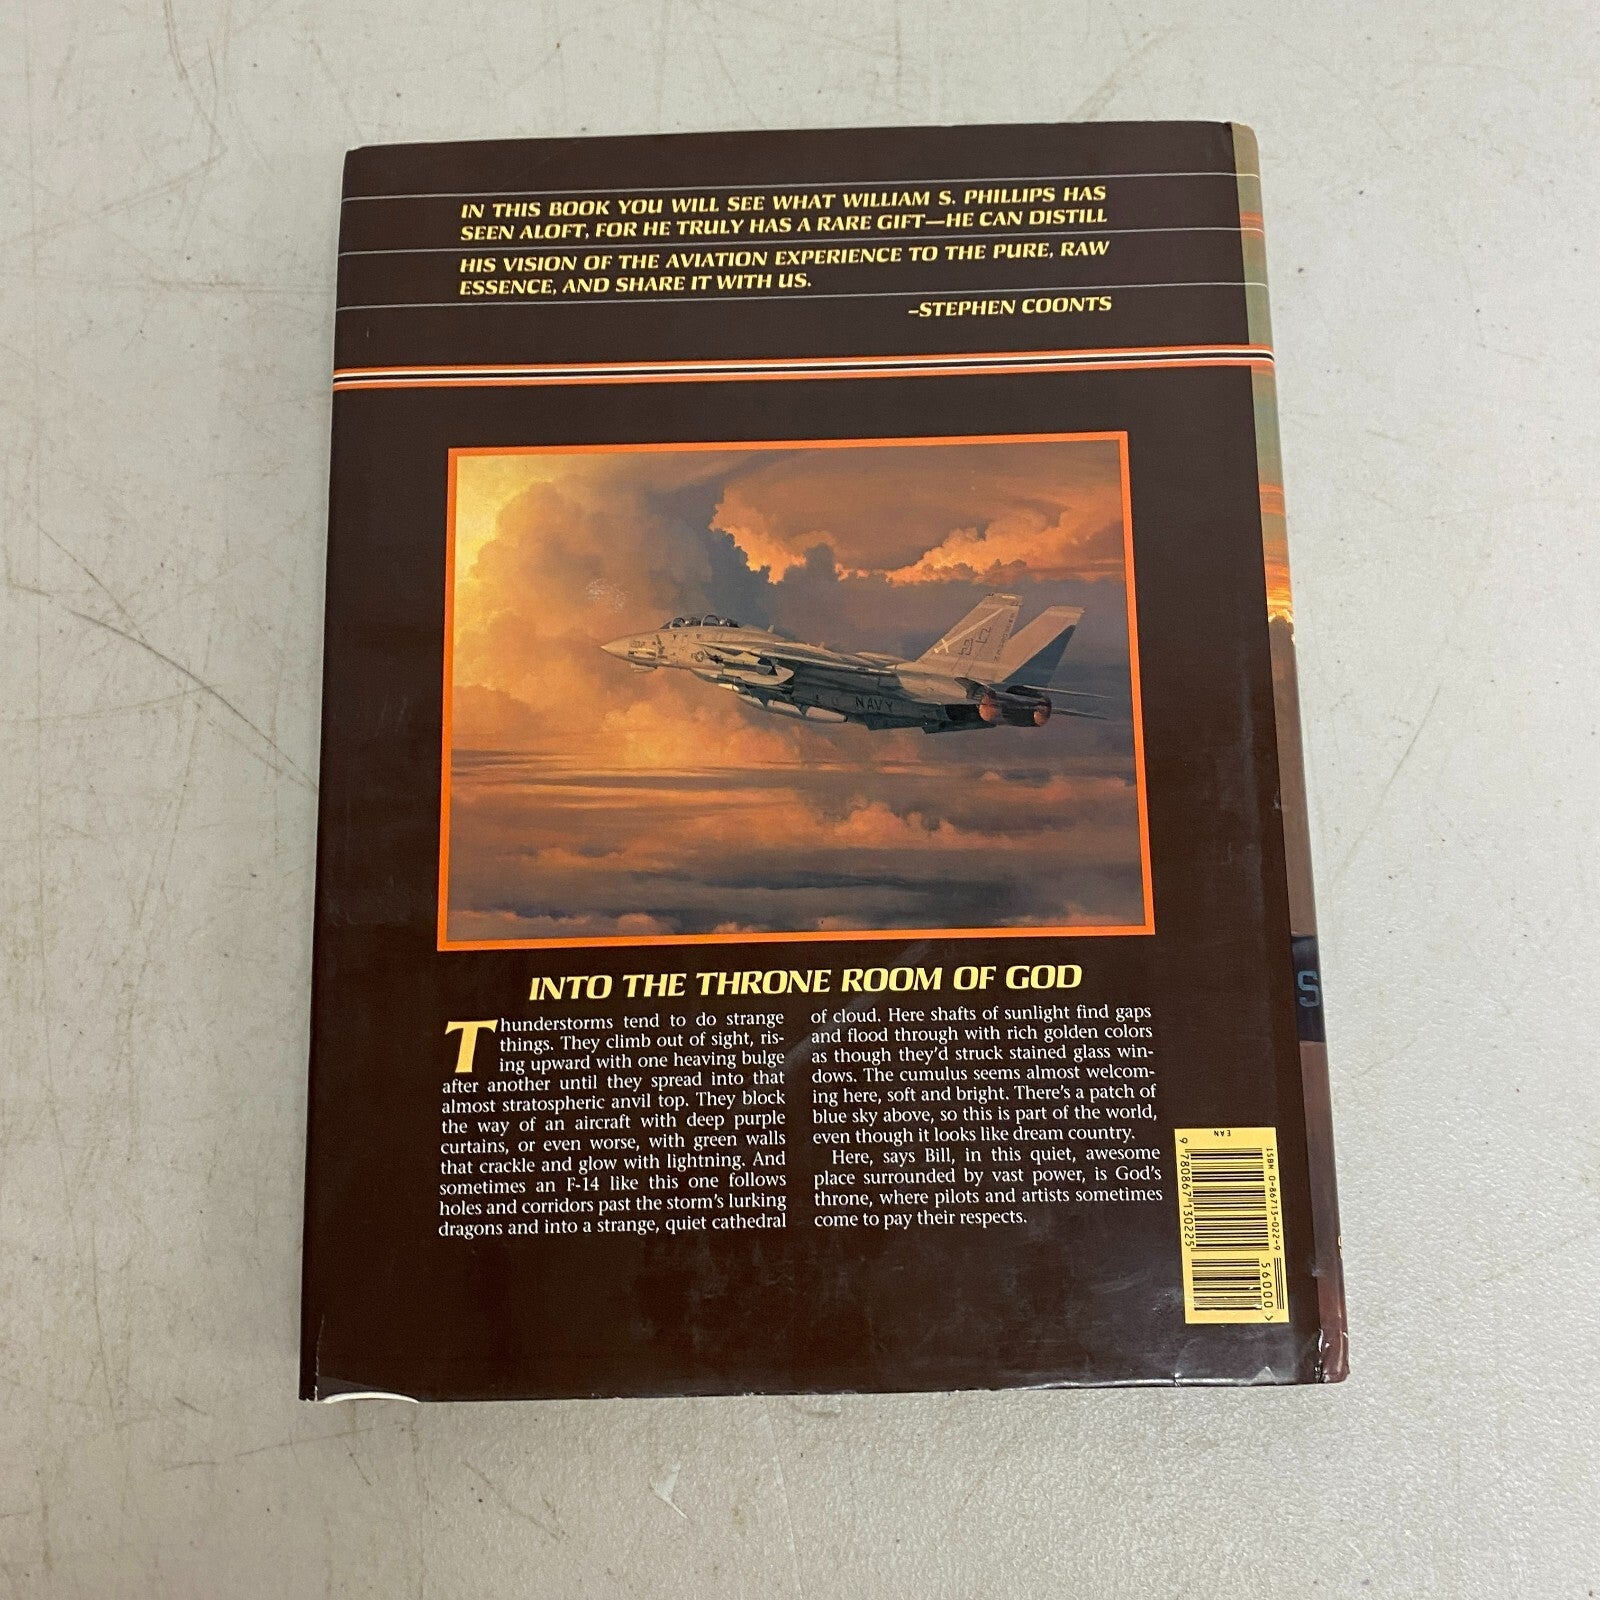 IN THIS BOOK YOU WILL SEE WHAT WILLIAM S. PHILLIPS HAS
SEEN ALOFT, FOR HE TRULY HAS A RARE GIFT—HE CAN DISTILL
HIS VISION OF THE AVIATION EXPERIENCE TO THE PURE, RAW
ESSENCE, AND SHARE IT WITH US.
–STEPHEN COONTS
NAVY
INTO THE THRONE ROOM OF GOD
Thunderstorms tend to do strange
things. They climb out of sight, ris-
ing upward with one heaving bulge
after another until they spread into that
almost stratospheric anvil top. They block
the way of an aircraft with deep purple
curtains, or even worse, with green walls
that crackle and glow with lightning. And
sometimes an F-14 like this one follows
holes and corridors past the storm's lurking
dragons and into a strange, quiet cathedral
of cloud. Here shafts of sunlight find gaps
and flood through with rich golden colors
as though they'd struck stained glass win-
dows. The cumulus seems almost welcom-
ing here, soft and bright. There's a patch of
blue sky above, so this is part of the world,
even though it looks like dream country.
Here, says Bill, in this quiet, awesome
place surrounded by vast power, is God's
throne, where pilots and artists sometimes
come to pay their respects.
EAN
ISBN 0-86713-022-9
9 780867 130225
56000>
S